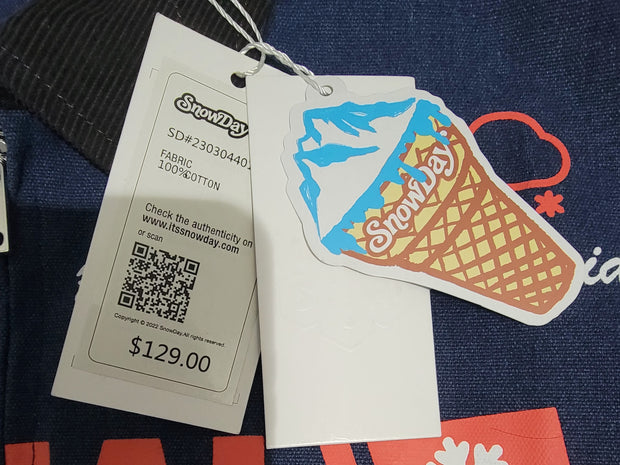 SnowDay
SD#230304401
FABRIC
100%COTTON
Check the authenticity on
www.itssnowday.com
or scan
Copyright © 2022 SnowDay.All rights reserved.
$129.00
SnowDay